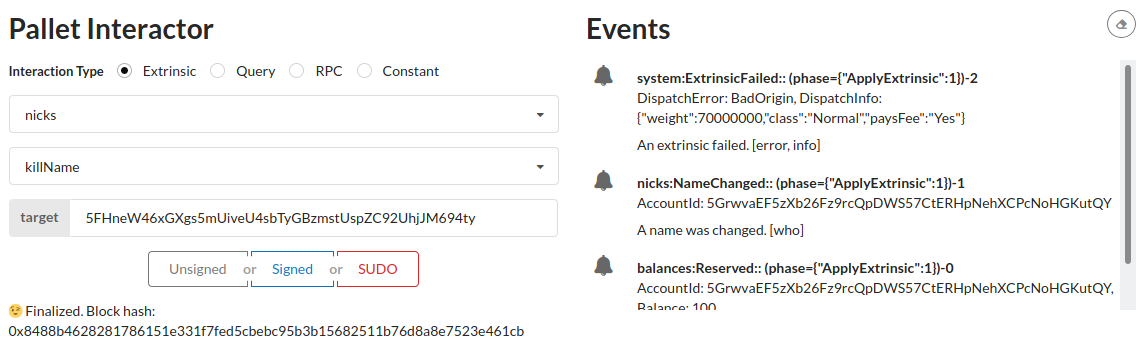 Pallet Interactor
Interaction Type Extrinsic Query RPC Constant
nicks
killName
target 5FHneW46xGXgs5mUiveU4sbTyGBzmstUspZC92UhjJM694ty
Unsigned or Signed or SUDO
Finalized. Block hash:
0x8488b4628281786151e331f7fed5cbebc95b3b15682511b76d8a8e7523e461cb
Events
system:ExtrinsicFailed:: (phase={"ApplyExtrinsic":1})-2
DispatchError: BadOrigin, DispatchInfo:
{"weight":70000000,"class":"Normal","paysFee":"Yes"}
An extrinsic failed. [error, info]
nicks:NameChanged:: (phase={"ApplyExtrinsic":1})-1
AccountId: 5GrwvaEF5zXb26Fz9rcQpDWS57CtERHpNehXCPcNoHGKutQY
A name was changed. [who]
balances:Reserved:: (phase={"ApplyExtrinsic":1})-0
AccountId: 5GrwvaEF5zXb26Fz9rcQpDWS57CtERHpNehXCPcNoHGKutQY,
Balance: 100